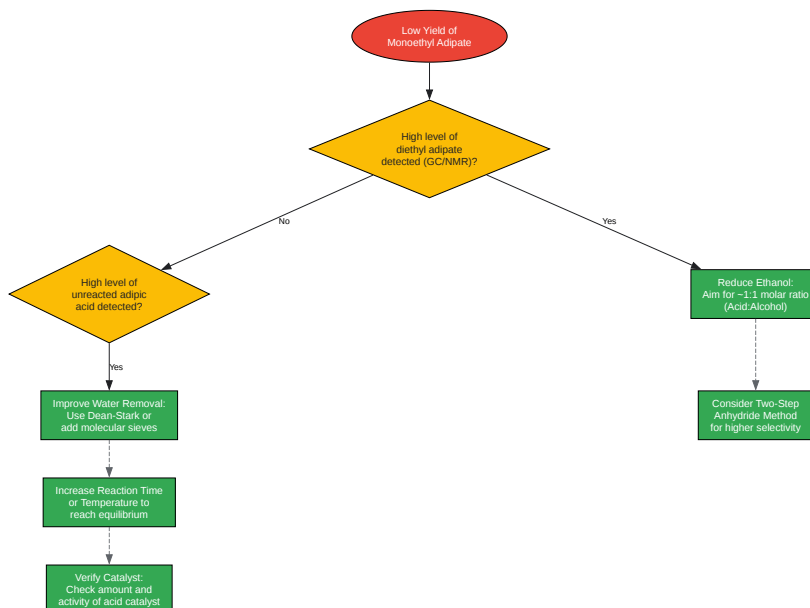 Low Yield of
Monoethyl Adipate
High level of
diethyl adipate
detected (GC/NMR)?
No
Yes
High level of
unreacted adipic
acid detected?
Reduce Ethanol:
Aim for ~1:1 molar ratio
(Acid:Alcohol)
Yes
Improve Water Removal:
Use Dean-Stark or
add molecular sieves
Consider Two-Step
Anhydride Method
for higher selectivity
Increase Reaction Time
or Temperature to
reach equilibrium
Verify Catalyst:
Check amount and
activity of acid catalyst